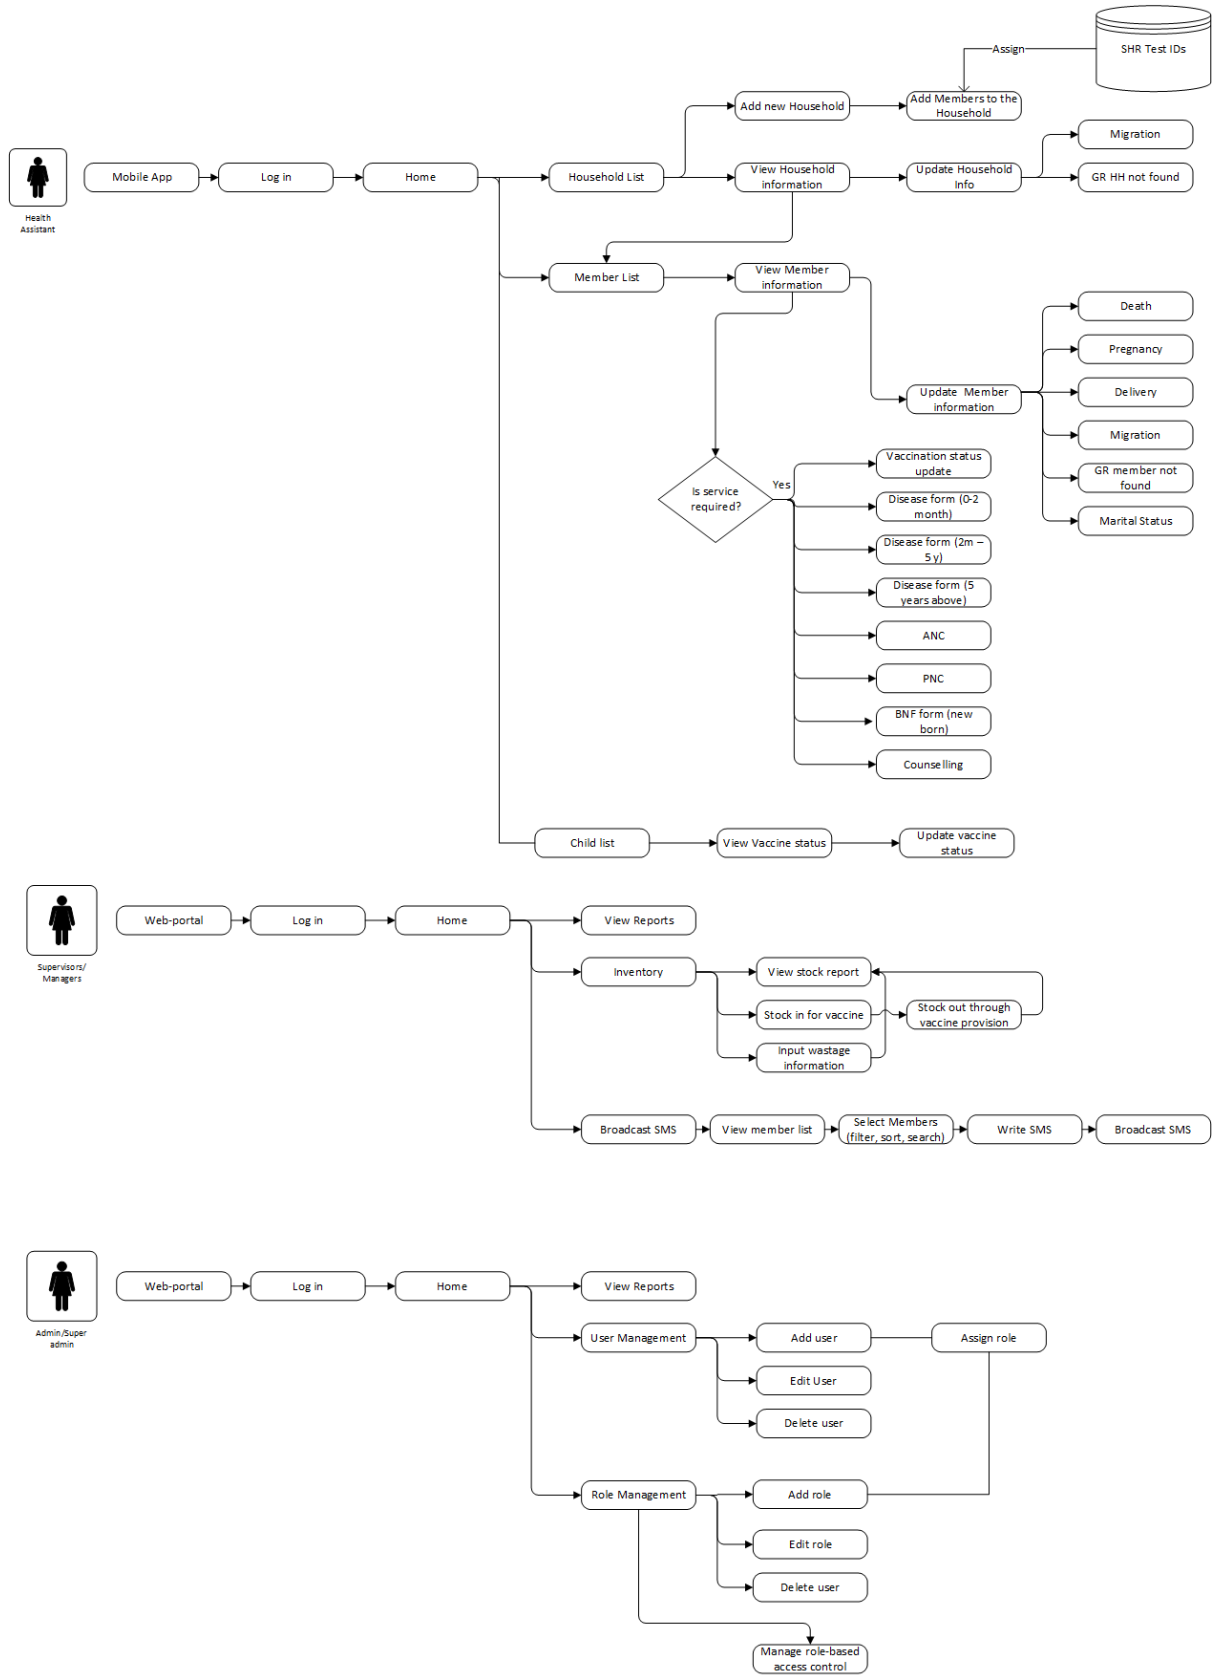 SHR Test IDs
Assign
Add new Household
Add Members to the
Household
Migration
Health
Assistant
Mobile App
Log in
Home
Household List
View Household
information
Update Household
Info
GR HH not found
Member List
View Member
information
Death
Pregnancy
Update  Member
information
Delivery
Migration
GR member not
found
Marital Status
Is service
required?
Yes
Vaccination status
update
Disease form (0-2
month)
Disease form (2m –
5 y)
Disease form (5
years above)
ANC
PNC
BNF form (new
born)
Counselling
Child list
View Vaccine status
Update vaccine
status
Supervisors/
Managers
Web-portal
Log in
Home
View Reports
Inventory
View stock report
Stock in for vaccine
Stock out through
vaccine provision
Input wastage
information
Broadcast SMS
View member list
Select Members
(filter, sort, search)
Write SMS
Broadcast SMS
Admin/Super
admin
Web-portal
Log in
Home
View Reports
User Management
Add user
Assign role
Edit User
Delete user
Role Management
Add role
Edit role
Delete user
Manage role-based
access control